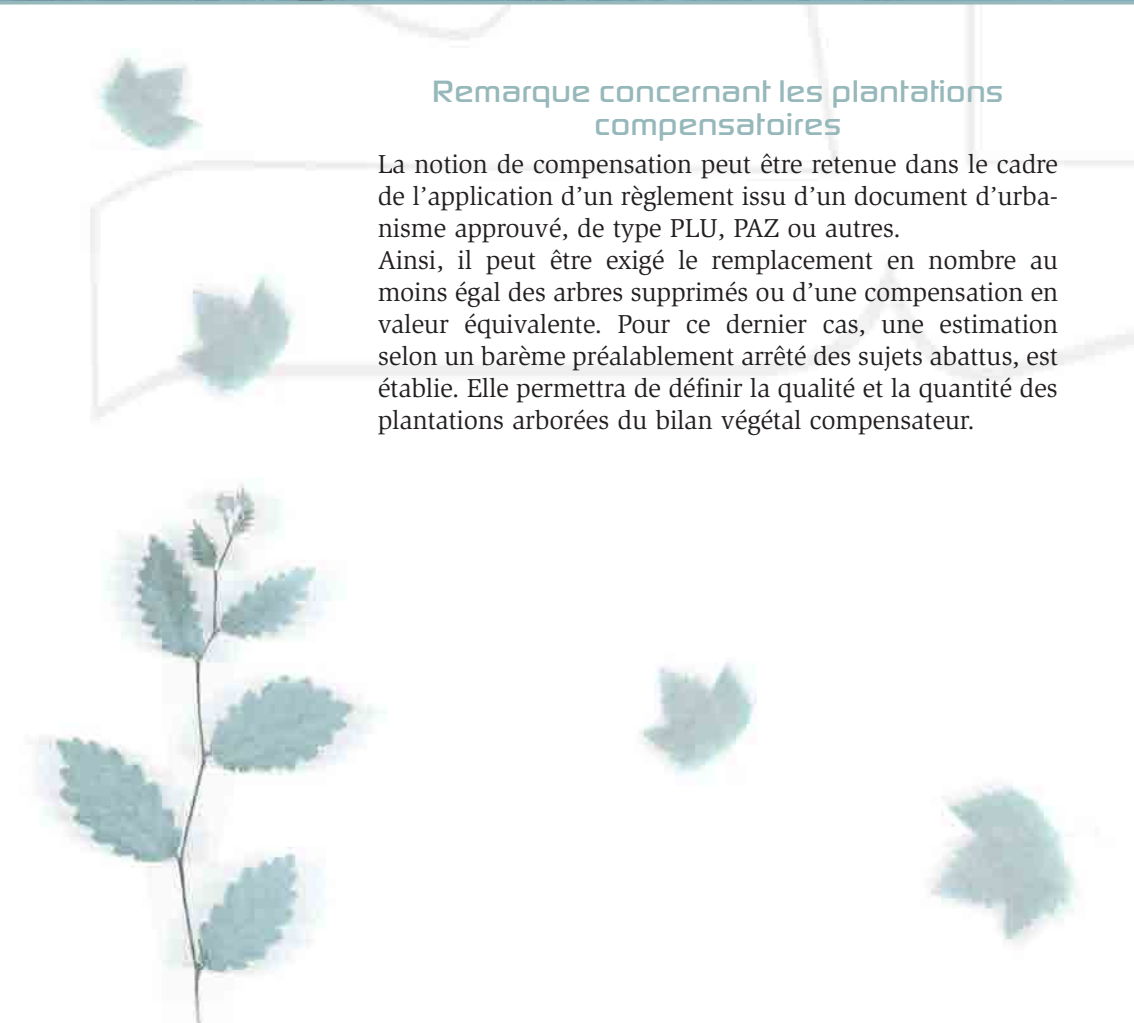 Remarque concernant les plantations
compensatoires
La notion de compensation peut être retenue dans le cadre
de l’application d’un règlement issu d’un document d’urba-
nisme approuvé, de type PLU, PAZ ou autres.
Ainsi, il peut être exigé le remplacement en nombre au
moins égal des arbres supprimés ou d’une compensation en
valeur équivalente. Pour ce dernier cas, une estimation
selon un barème préalablement arrêté des sujets abattus, est
établie. Elle permettra de définir la qualité et la quantité des
plantations arborées du bilan végétal compensateur.